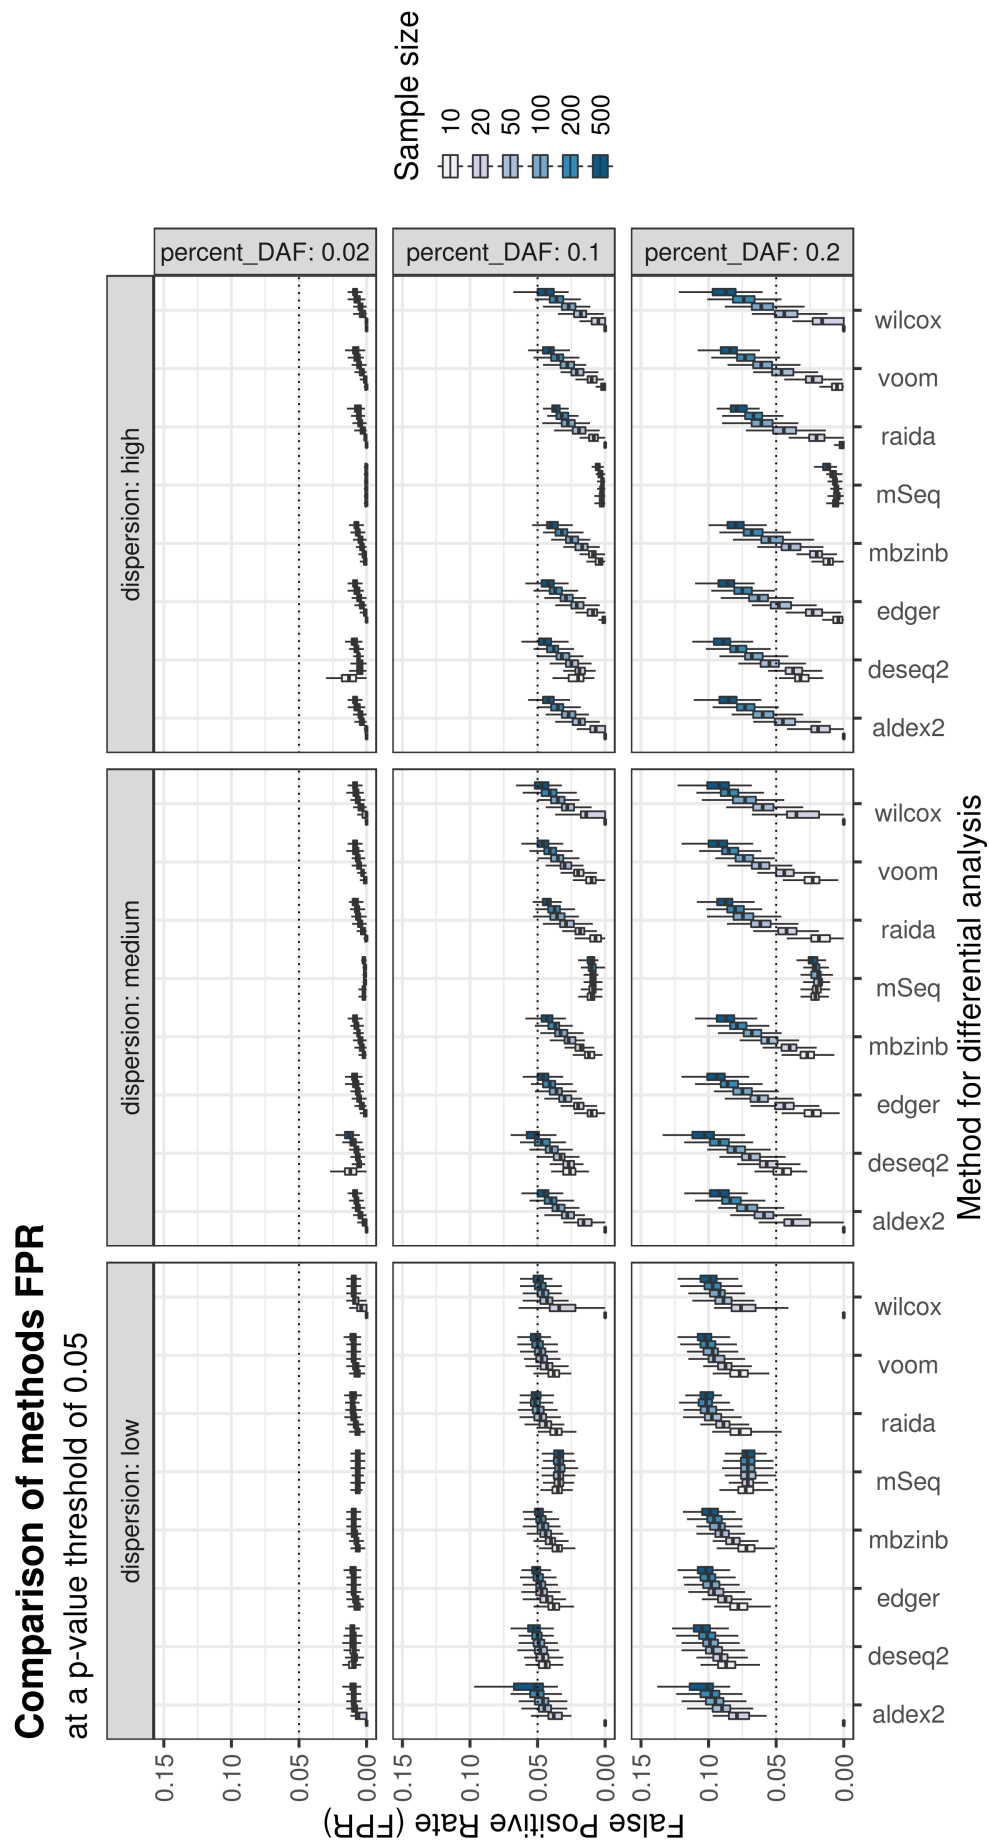 Comparison of methods FPR
at a p-value threshold of 0.05
dispersion: low
dispersion: medium
dispersion: high
percent_DAF: 0.02
percent_DAF: 0.1
percent_DAF: 0.2
0.15
0.10
0.05
0.00
0.15
0.10
0.05
0.00
0.15
0.10
0.05
0.00
False Positive Rate (FPR)
aldex2 deseq2 edger mbzinb mSeq raida voom wilcox
aldex2 deseq2 edger mbzinb mSeq raida voom wilcox
aldex2 deseq2 edger mbzinb mSeq raida voom wilcox
Method for differential analysis
Sample size
10
20
50
100
200
500